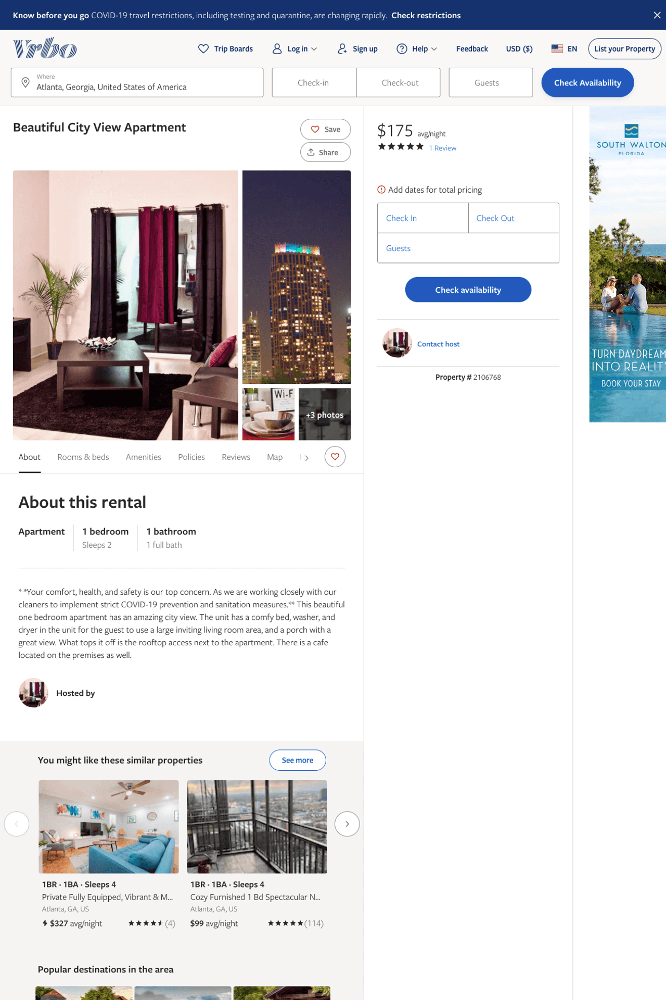 Know before you go COVID-19 travel restrictions, including testing and quarantine, are changing rapidly. Check restrictions
Vrbo
Trip Boards
Log in
Sign up
Help
Feedback
USD ($)
EN
List your Property
Where
Atlanta, Georgia, United States of America
Check-in
Check-out
Guests
Check Availability
Beautiful City View Apartment
Save
Share
$175 avg/night
1 Review
Add dates for total pricing
Check In
Check Out
Guests
Check availability
Contact host
Property # 2106768
SOUTH WALTON
FLORIDA
TURN DAYDREAM
INTO REALITY
BOOK YOUR STAY
Wi-F
+3 photos
About
Rooms & beds
Amenities
Policies
Reviews
Map
About this rental
Apartment
1 bedroom
Sleeps 2
1 bathroom
1 full bath
* *Your comfort, health, and safety is our top concern. As we are working closely with our
cleaners to implement strict COVID-19 prevention and sanitation measures.** This beautiful
one bedroom apartment has an amazing city view. The unit has a comfy bed, washer, and
dryer in the unit for the guest to use a large inviting living room area, and a porch with a
great view. What tops it off is the rooftop access next to the apartment. There is a cafe
located on the premises as well.
Hosted by
You might like these similar properties
See more
1BR · 1BA · Sleeps 4
Private Fully Equipped, Vibrant & M...
Atlanta, GA, US
$327 avg/night
(4)
1BR · 1BA · Sleeps 4
Cozy Furnished 1 Bd Spectacular N...
Atlanta, GA, US
$99 avg/night
(114)
Popular destinations in the area